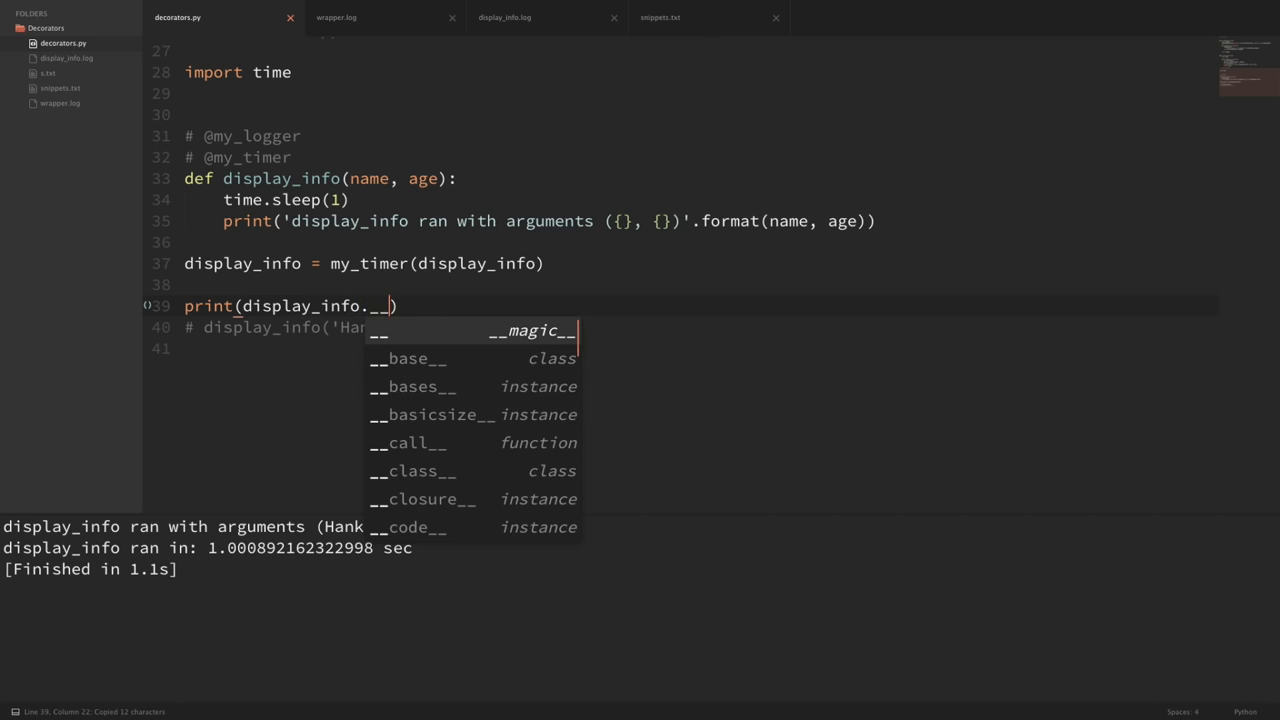 FOLDERS
Decorators
decorators.py
display_info.log
s.txt
snippets.txt
wrapper.log
decorators.py
wrapper.log
display_info.log
snippets.txt
27
28 import time
29
30
31 # @my_logger
32 # @my_timer
33 def display_info(name, age):
34 time.sleep(1)
35 print('display_info ran with arguments ({}, {})'.format(name, age))
36
37 display_info = my_timer(display_info)
38
39 print(display_info.__)
40 # display_info('Han
41
__ __magic__
__base__ class
__bases__ instance
__basicsize__ instance
__call__ function
__class__ class
__closure__ instance
__code__ instance
display_info ran with arguments (Hank
display_info ran in: 1.000892162322998 sec
[Finished in 1.1s]
Line 39, Column 22: Copied 12 characters
Spaces: 4
Python